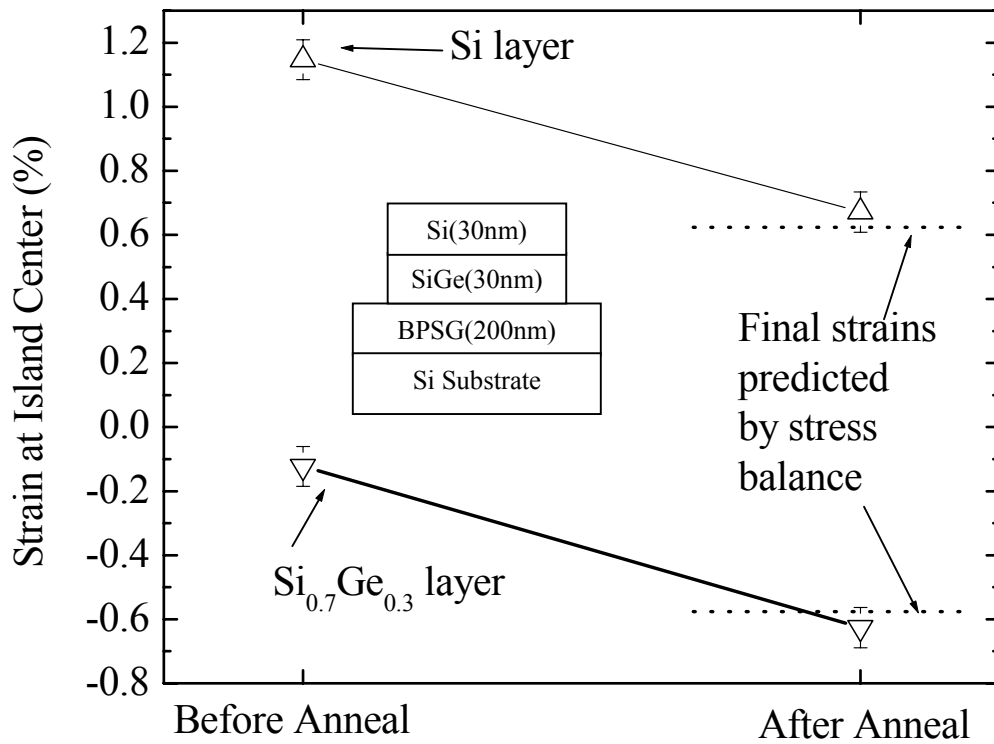 Strain at Island Center (%)
1.2
1.0
0.8
0.6
0.4
0.2
0.0
-0.2
-0.4
-0.6
-0.8
Si layer
Si(30nm)
SiGe(30nm)
BPSG(200nm)
Si Substrate
Final strains
predicted
by stress
balance
Si0.7Ge0.3 layer
Before Anneal
After Anneal